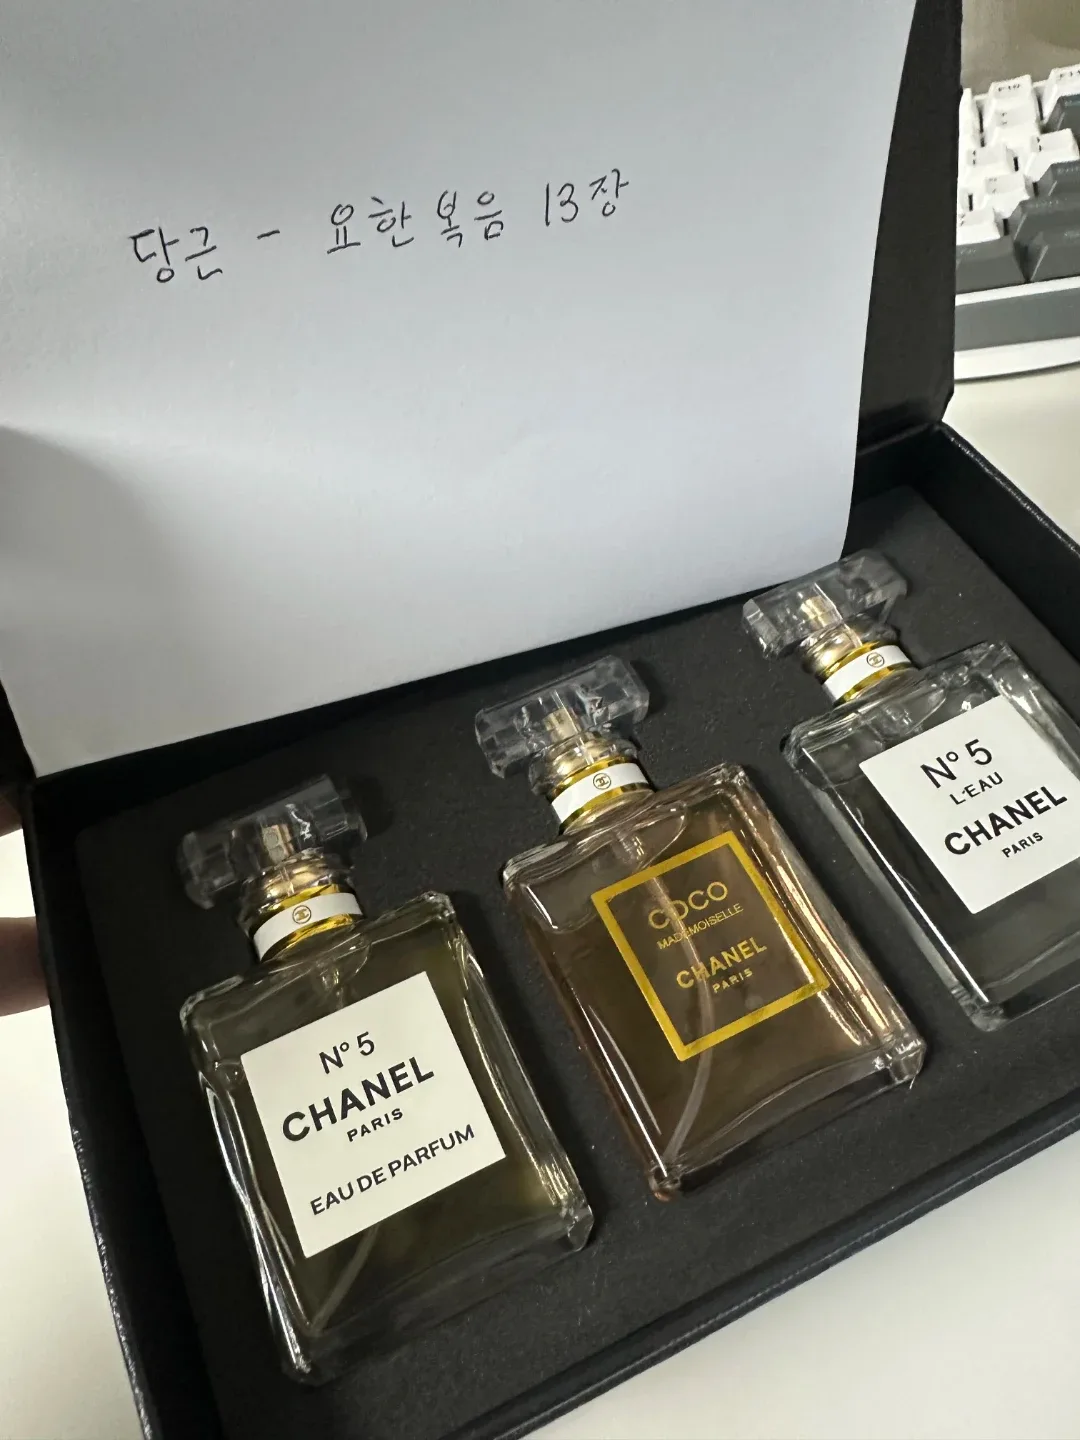 당근 - 요한복음 13장
N° 5
L'EAU
CHANEL
PARIS
COCO
MADEMOISELLE
CHANEL
PARIS
N° 5
CHANEL
PARIS
EAU DE PARFUM
F10